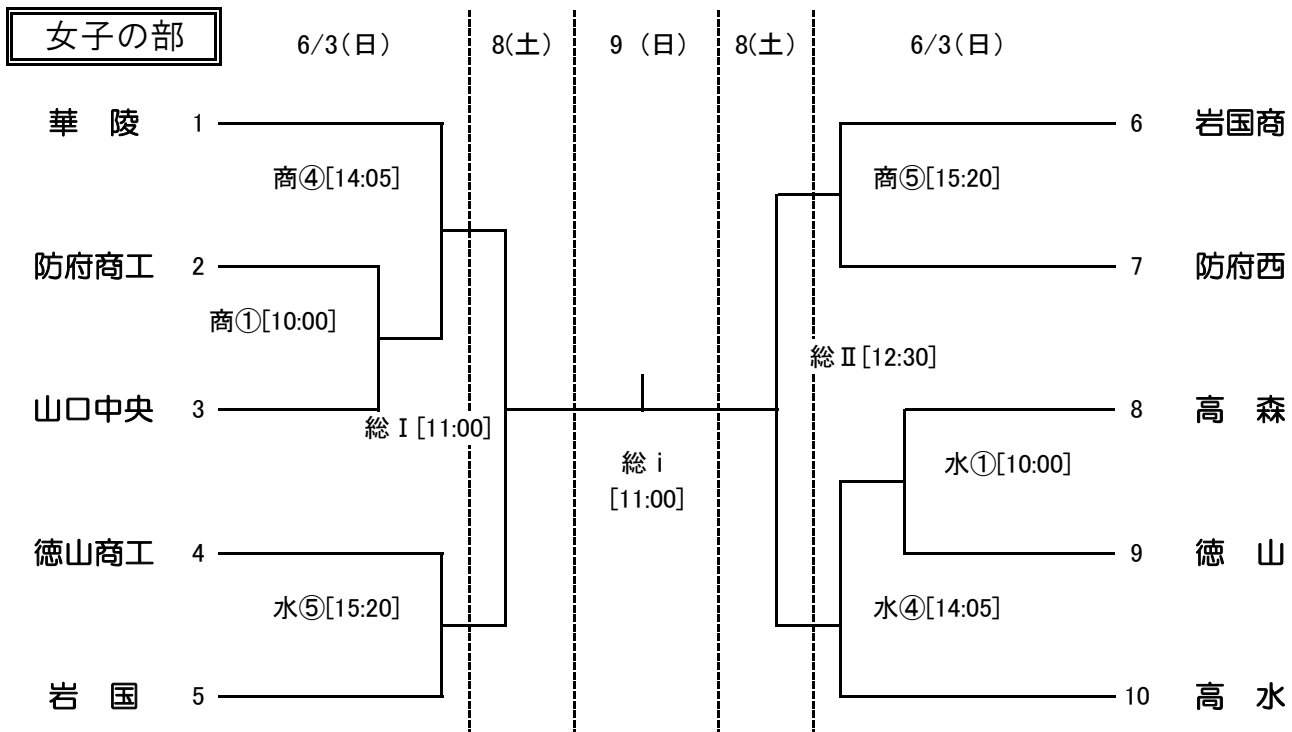 女子の部
6/3(日) 8(土) 9 (日) 8(土) 6/3(日)
華 陵 1
6 岩国商
商④[14:05]
商⑤[15:20]
防府商工 2
7 防府西
商①[10:00]
総Ⅱ[12:30]
山口中央 3
8 高 森
総Ⅰ[11:00]
総ⅰ
[11:00]
水①[10:00]
徳山商工 4
9 徳 山
水⑤[15:20]
水④[14:05]
岩 国 5
10 高 水